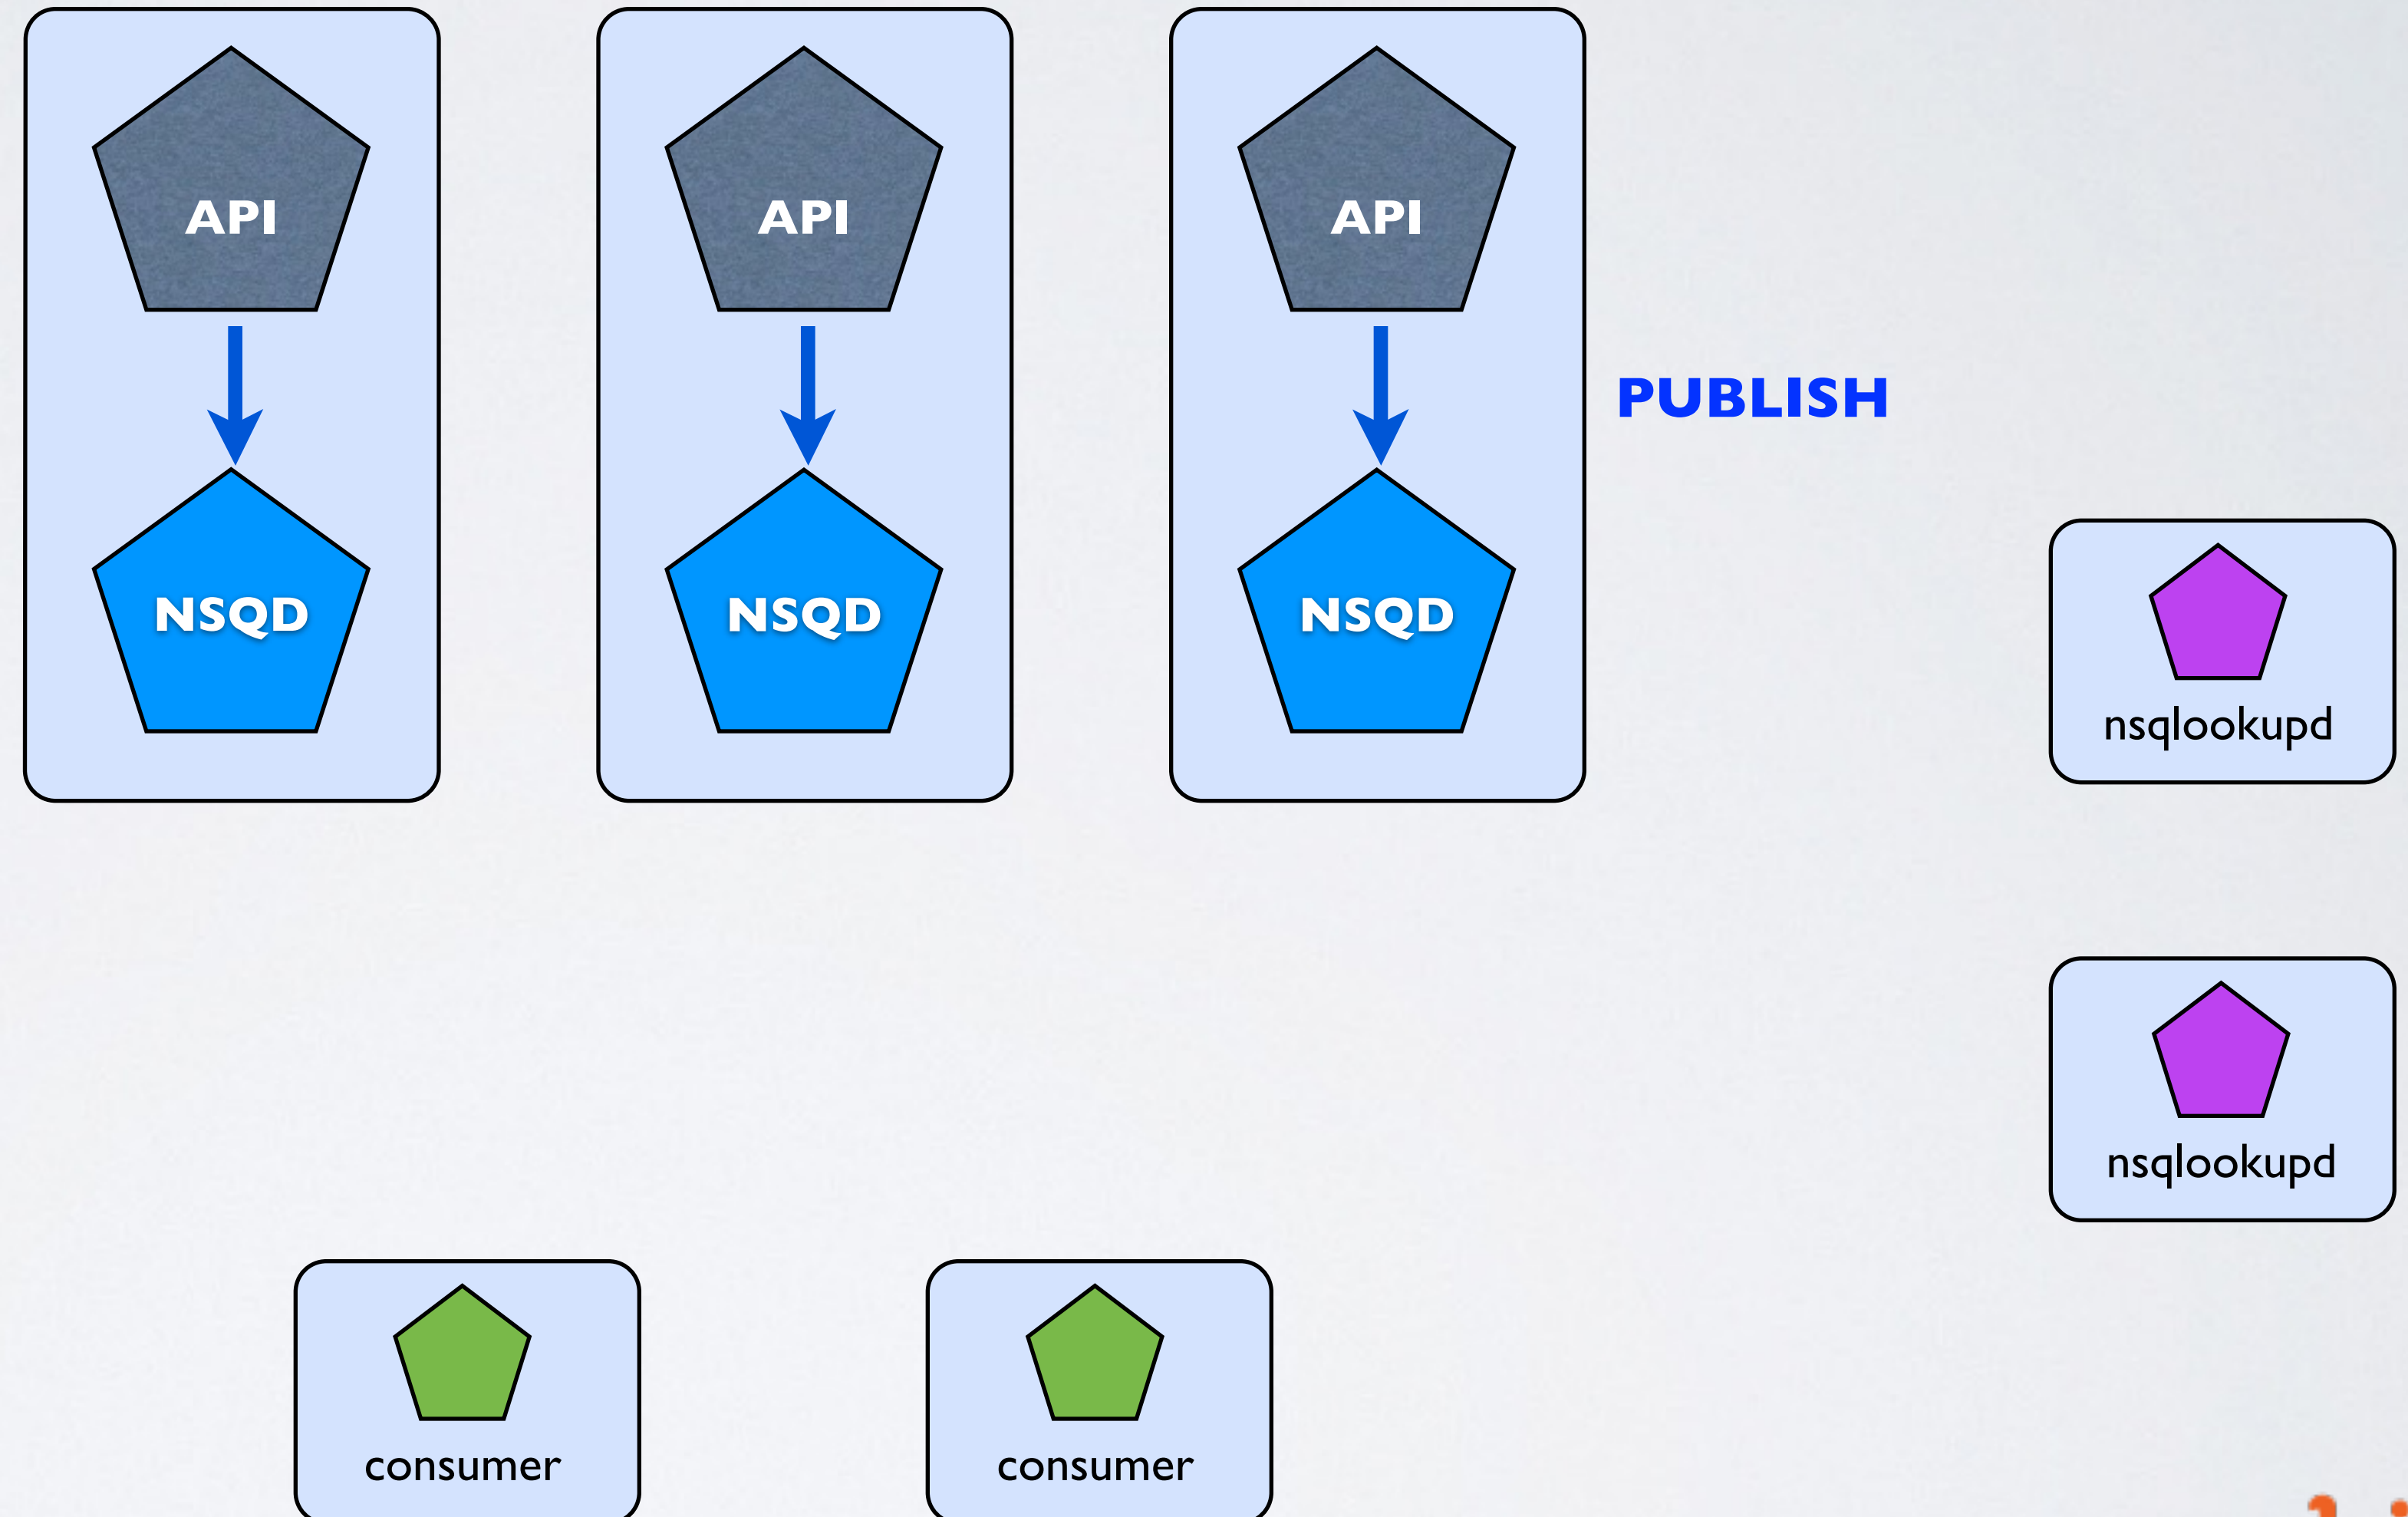 API
API
API
PUBLISH
NSQD
NSQD
NSQD
nsqlookupd
nsqlookupd
consumer
consumer